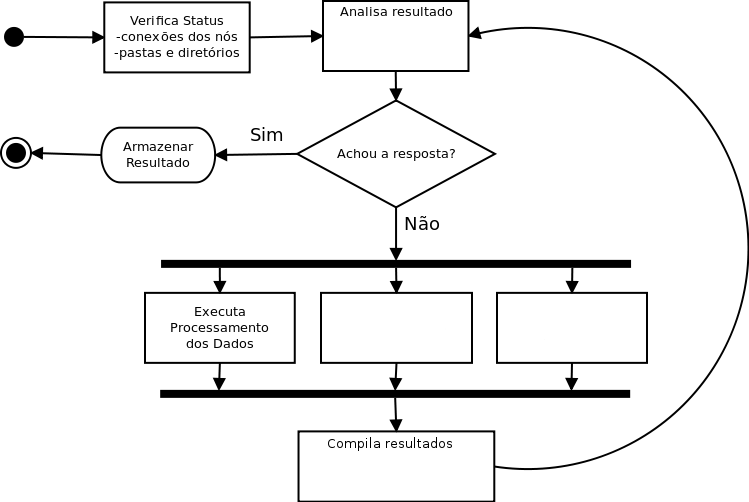 Verifica Status
-conexões dos nós
-pastas e diretórios
Analisa resultado
Sim
Armazenar
Resultado
Achou a resposta?
Não
Executa
Processamento
dos Dados
Compila resultados